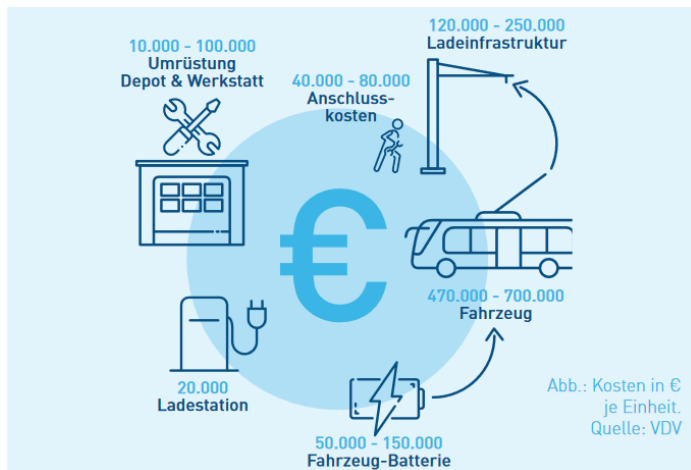 120.000 - 250.000
Ladeinfrastruktur
10.000 - 100.000
Umrüstung
Depot & Werkstatt
40.000 - 80.000
Anschluss-
kosten
€
470.000 - 700.000
Fahrzeug
20.000
Ladestation
50.000 - 150.000
Fahrzeug-Batterie
Abb.: Kosten in €
je Einheit.
Quelle: VDV